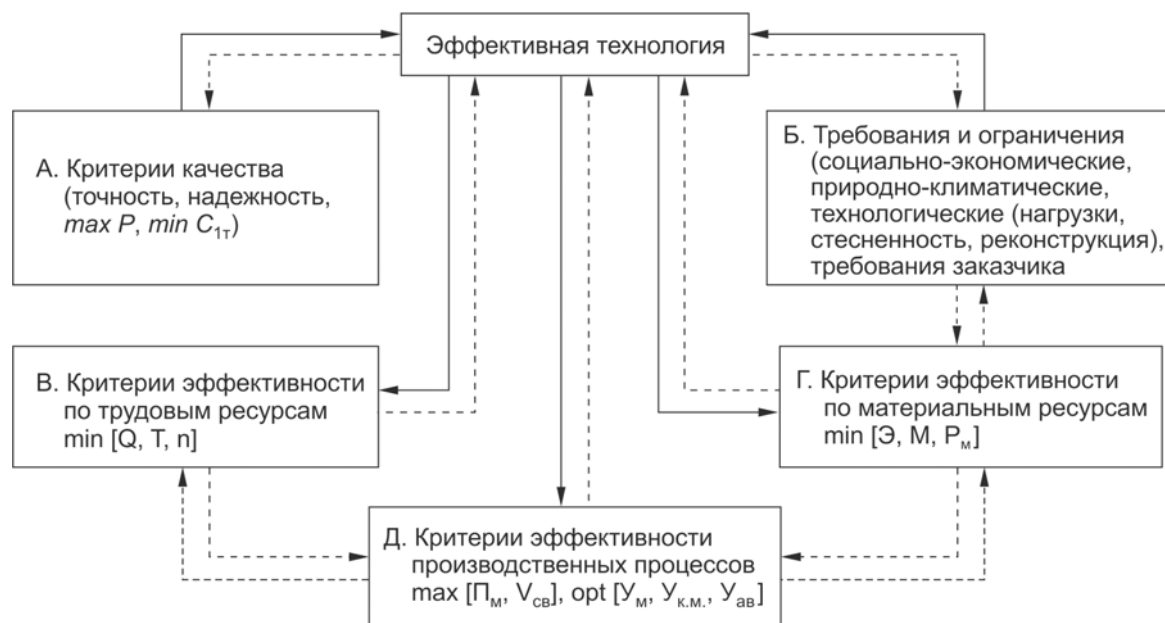 Эффективная технология
А. Критерии качества
(точность, надежность,
max P, min C₁ₜ)
Б. Требования и ограничения
(социально-экономические,
природно-климатические,
технологические (нагрузки,
стесненность, реконструкция),
требования заказчика
В. Критерии эффективности
по трудовым ресурсам
min [Q, T, n]
Г. Критерии эффективности
по материальным ресурсам
min [Э, М, Рм]
Д. Критерии эффективности
производственных процессов
max [Пм, Vсв], opt [Ум, Ук.м., Уав]